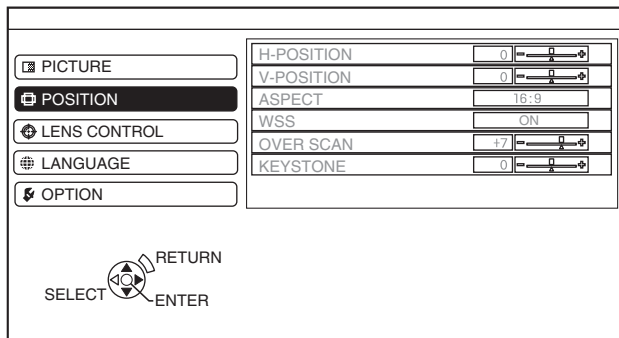 PICTURE
POSITION
LENS CONTROL
LANGUAGE
OPTION
H-POSITION 0 - +
V-POSITION 0 - +
ASPECT 16:9
WSS ON
OVER SCAN +7 - +
KEYSTONE 0 - +
RETURN
SELECT
ENTER